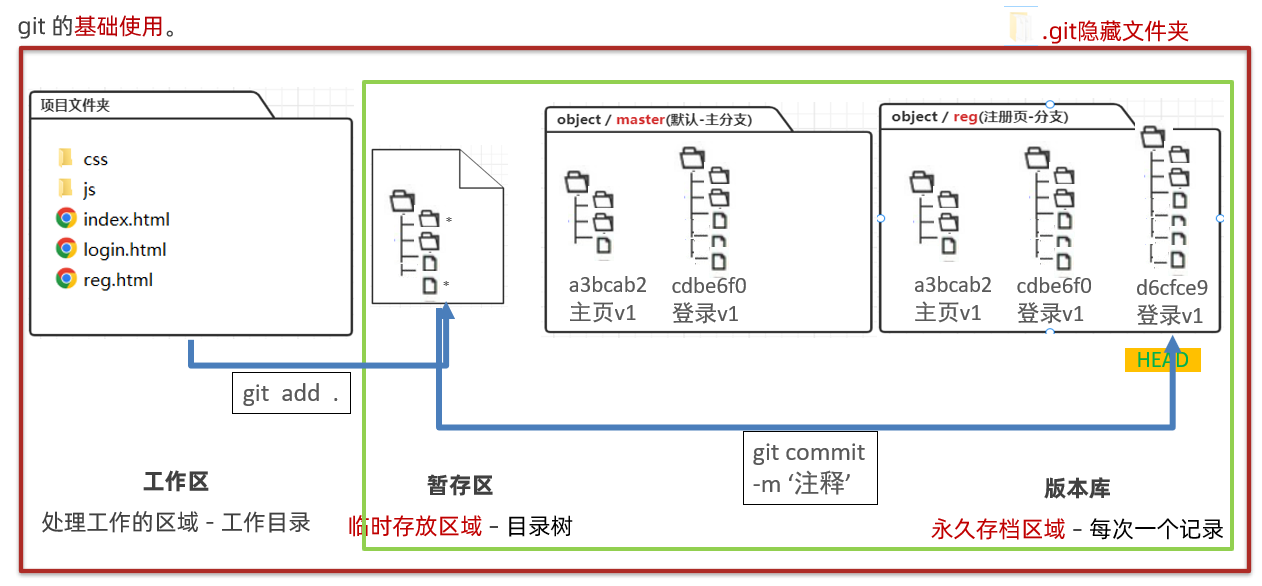 git 的基础使用。
.git隐藏文件夹
项目文件夹
css
js
index.html
login.html
reg.html
*
*
object / master(默认-主分支)
a3bcab2
主页v1
cdbe6f0
登录v1
object / reg(注册页-分支)
a3bcab2
主页v1
cdbe6f0
登录v1
d6cfce9
登录v1
HEAD
git add .
git commit
-m ‘注释’
工作区
处理工作的区域 - 工作目录
暂存区
临时存放区域 - 目录树
版本库
永久存档区域 - 每次一个记录